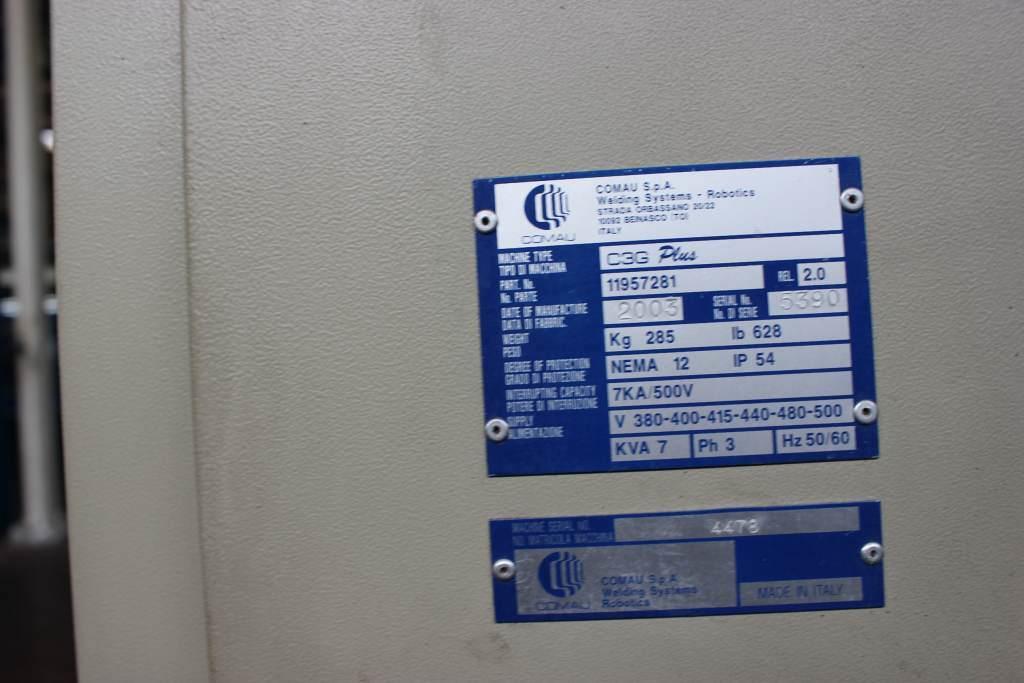 COMAU S.p.A.
Welding Systems - Robotics
STRADA ORBASSANO 20/22
10092 BEINASCO (TO)
ITALY
COMAU
MACHINE TYPE
TIPO DI MACCHINA
C3G Plus
PART. No.
No. PARTE
11957281
REL. 2.0
DATE OF MANUFACTURE
DATA DI FABBRIC.
2003
SERIAL No.
No. DI SERIE
5390
WEIGHT
PESO
Kg 285 lb 628
DEGREE OF PROTECTION
GRADO DI PROTEZIONE
NEMA 12 IP 54
INTERRUPTING CAPACITY
POTERE DI INTERRUZIONE
7KA/500V
SUPPLY
ALIMENTAZIONE
V 380-400-415-440-480-500
KVA 7 Ph 3 Hz 50/60
MACHINE SERIAL NO.
NO. MATRICOLA MACCHINA
4478
COMAU
COMAU S.p.A.
Welding Systems
Robotics
MADE IN ITALY